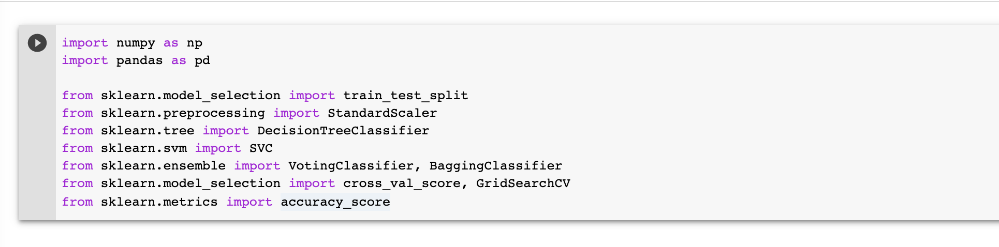 import numpy as np
import pandas as pd
from sklearn.model_selection import train_test_split
from sklearn.preprocessing import StandardScaler
from sklearn.tree import DecisionTreeClassifier
from sklearn.svm import SVC
from sklearn.ensemble import VotingClassifier, BaggingClassifier
from sklearn.model_selection import cross_val_score, GridSearchCV
from sklearn.metrics import accuracy_score